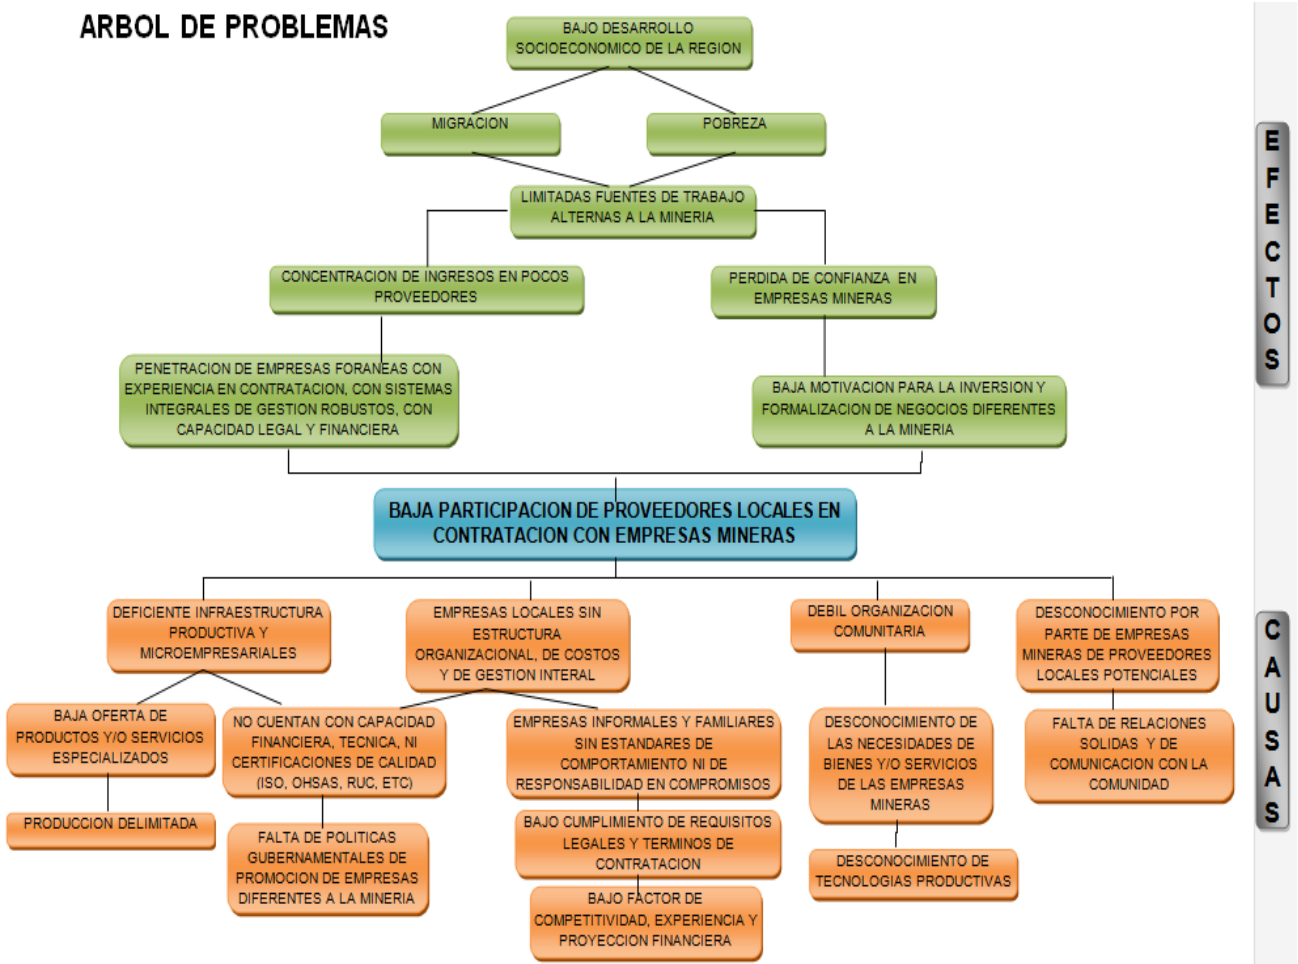 ARBOL DE PROBLEMAS
BAJO DESARROLLO
SOCIOECONOMICO DE LA REGION
MIGRACION
POBREZA
LIMITADAS FUENTES DE TRABAJO
ALTERNAS A LA MINERIA
CONCENTRACION DE INGRESOS EN POCOS
PROVEEDORES
PERDIDA DE CONFIANZA EN
EMPRESAS MINERAS
PENETRACION DE EMPRESAS FORANEAS CON
EXPERIENCIA EN CONTRATACION, CON SISTEMAS
INTEGRALES DE GESTION ROBUSTOS, CON
CAPACIDAD LEGAL Y FINANCIERA
BAJA MOTIVACION PARA LA INVERSION Y
FORMALIZACION DE NEGOCIOS DIFERENTES
A LA MINERIA
EFECTOS
BAJA PARTICIPACION DE PROVEEDORES LOCALES EN
CONTRATACION CON EMPRESAS MINERAS
DEFICIENTE INFRAESTRUCTURA
PRODUCTIVA Y
MICROEMPRESARIALES
EMPRESAS LOCALES SIN
ESTRUCTURA
ORGANIZACIONAL, DE COSTOS
Y DE GESTION INTERAL
DEBIL ORGANIZACION
COMUNITARIA
DESCONOCIMIENTO POR
PARTE DE EMPRESAS
MINERAS DE PROVEEDORES
LOCALES POTENCIALES
BAJA OFERTA DE
PRODUCTOS Y/O SERVICIOS
ESPECIALIZADOS
NO CUENTAN CON CAPACIDAD
FINANCIERA, TECNICA, NI
CERTIFICACIONES DE CALIDAD
(ISO, OHSAS, RUC, ETC)
EMPRESAS INFORMALES Y FAMILIARES
SIN ESTANDARES DE
COMPORTAMIENTO NI DE
RESPONSABILIDAD EN COMPROMISOS
DESCONOCIMIENTO DE
LAS NECESIDADES DE
BIENES Y/O SERVICIOS
DE LAS EMPRESAS
MINERAS
FALTA DE RELACIONES
SOLIDAS Y DE
COMUNICACION CON LA
COMUNIDAD
PRODUCCION DELIMITADA
FALTA DE POLITICAS
GUBERNAMENTALES DE
PROMOCION DE EMPRESAS
DIFERENTES A LA MINERIA
BAJO CUMPLIMIENTO DE REQUISITOS
LEGALES Y TERMINOS DE
CONTRATACION
DESCONOCIMIENTO DE
TECNOLOGIAS PRODUCTIVAS
BAJO FACTOR DE
COMPETITIVIDAD, EXPERIENCIA Y
PROYECCION FINANCIERA
CAUSAS